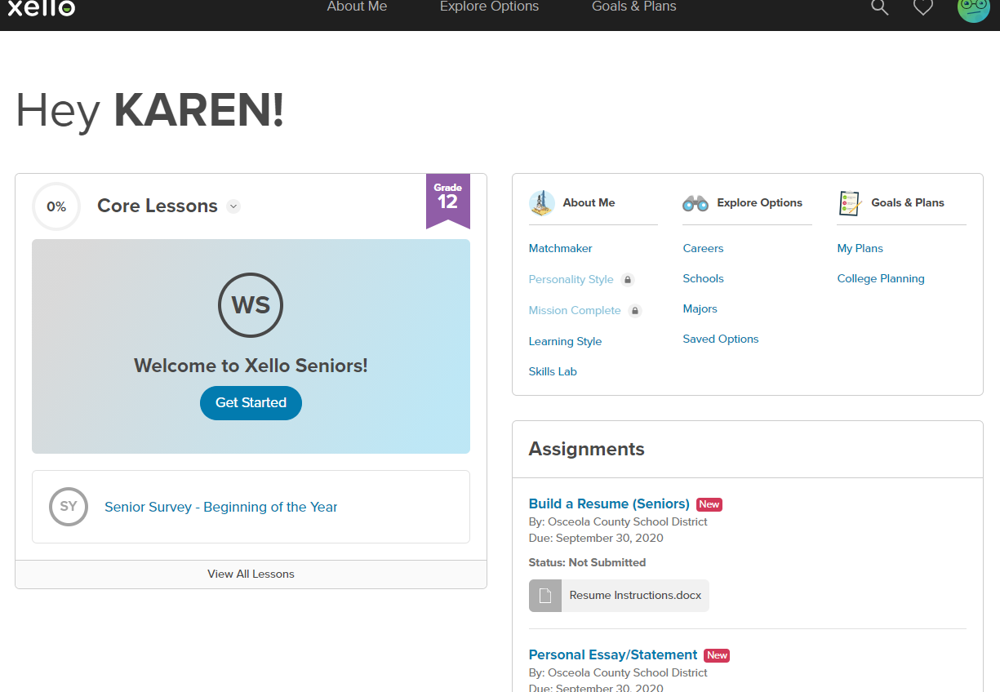 xello
About Me
Explore Options
Goals & Plans
Hey KAREN!
0%
Core Lessons
Grade
12
WS
Welcome to Xello Seniors!
Get Started
SY
Senior Survey - Beginning of the Year
View All Lessons
About Me
Matchmaker
Personality Style
Mission Complete
Learning Style
Skills Lab
Explore Options
Careers
Schools
Majors
Saved Options
Goals & Plans
My Plans
College Planning
Assignments
Build a Resume (Seniors) New
By: Osceola County School District
Due: September 30, 2020
Status: Not Submitted
Resume Instructions.docx
Personal Essay/Statement New
By: Osceola County School District
Due: September 30, 2020